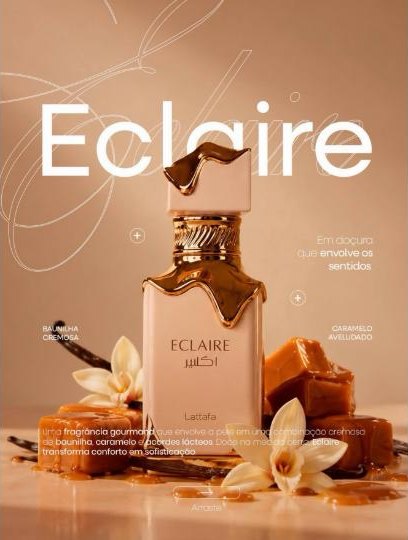 Eclaire
Em doçura
que envolve os
sentidos
BAUNILHA
CREMOSA
CARAMELO
AVELUDADO
ECLAIRE
اكلير
Lattafa
Uma fragrância gourmand que envolve a pele em uma combinação cremosa
de baunilha, caramelo e acordes lácteos. Doce na medida certa, Eclaire
transforma conforto em sofisticação
Arraste